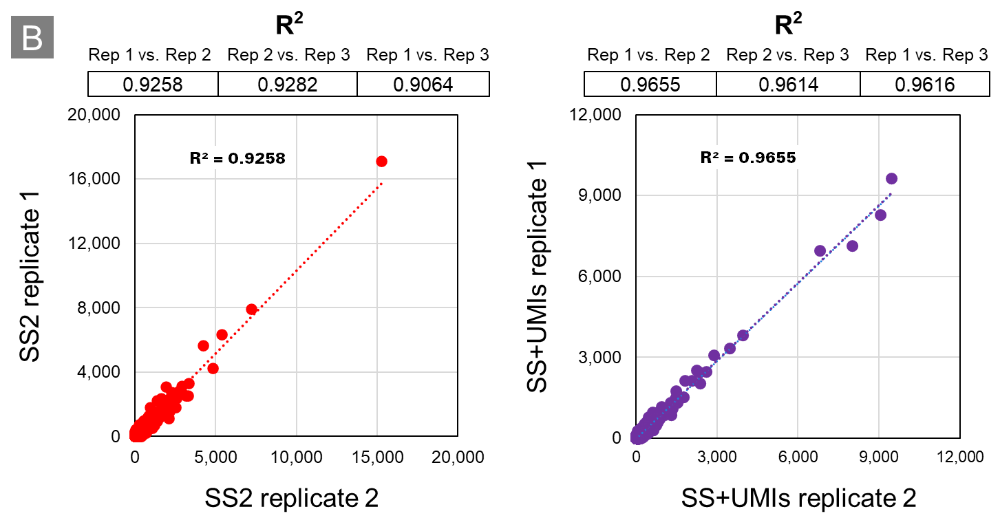 B
R²
Rep 1 vs. Rep 2 Rep 2 vs. Rep 3 Rep 1 vs. Rep 3
0.9258 0.9282 0.9064
20,000
16,000
12,000
8,000
4,000
0
R² = 0.9258
SS2 replicate 1
0 5,000 10,000 15,000 20,000
SS2 replicate 2
R²
Rep 1 vs. Rep 2 Rep 2 vs. Rep 3 Rep 1 vs. Rep 3
0.9655 0.9614 0.9616
12,000
9,000
6,000
3,000
0
R² = 0.9655
SS+UMIs replicate 1
0 3,000 6,000 9,000 12,000
SS+UMIs replicate 2